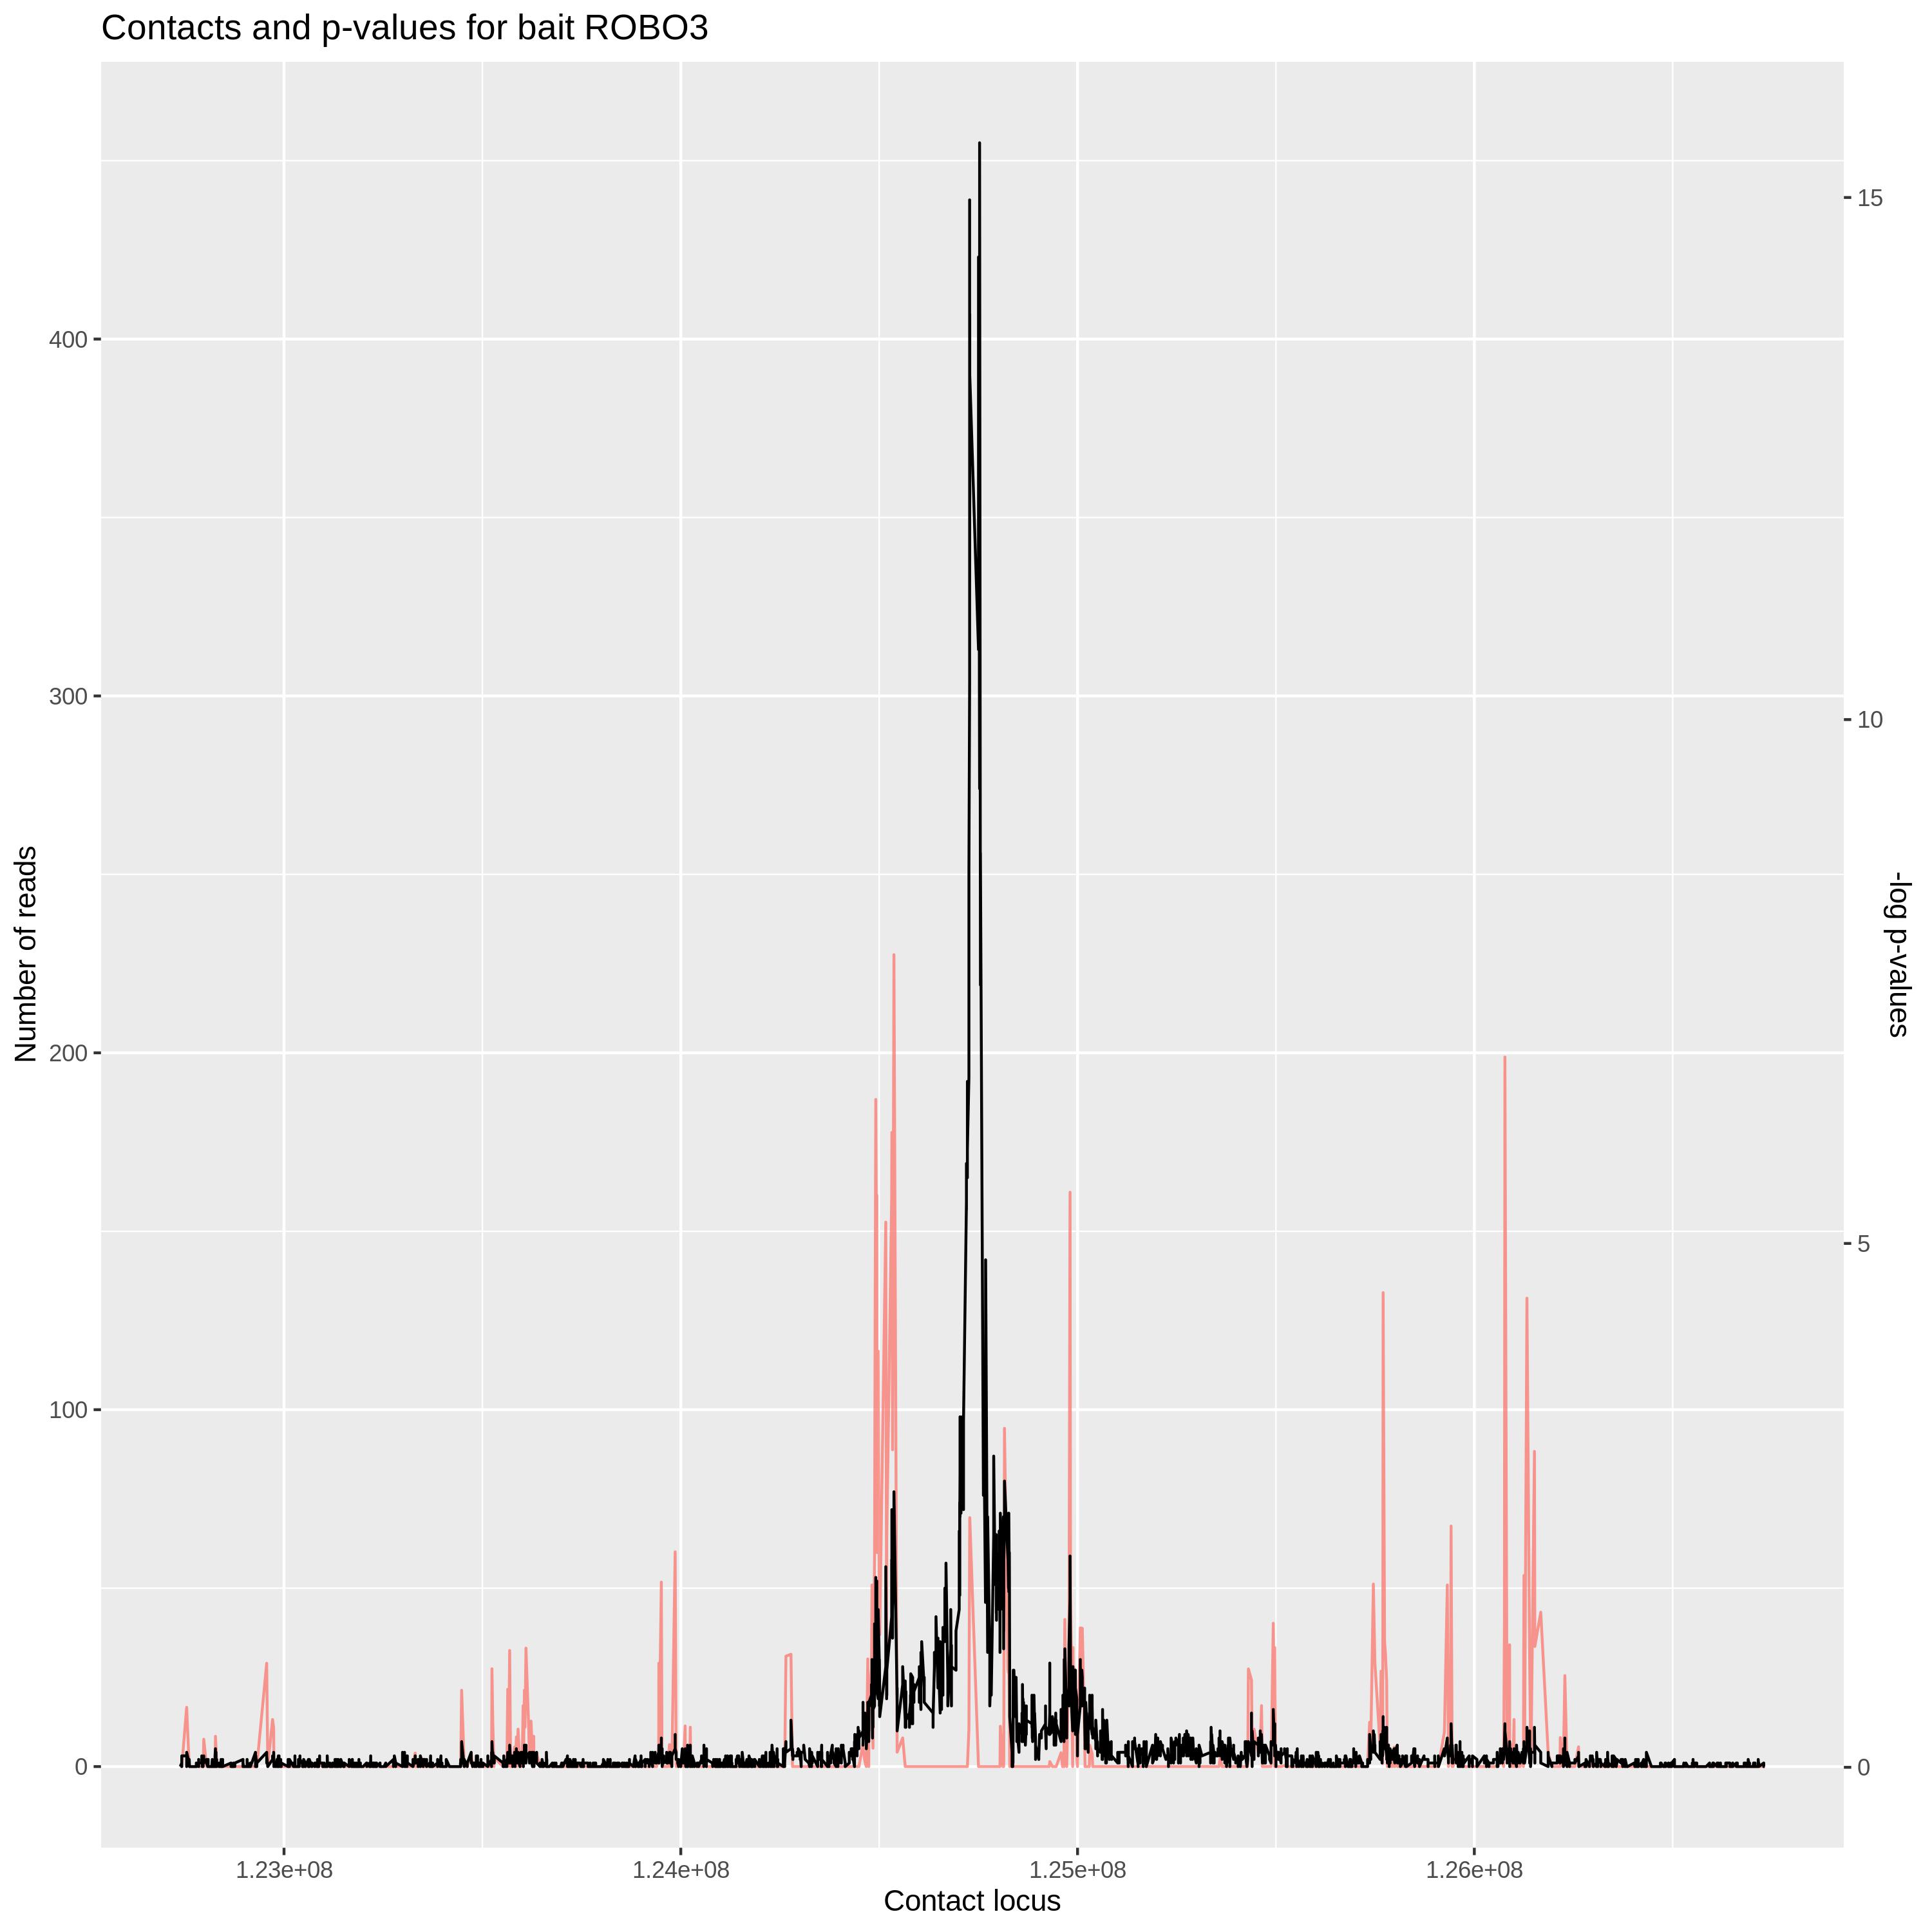 Contacts and p-values for bait ROBO3
Number of reads
400
300
200
100
0
15
10
5
0
-log p-values
1.23e+08
1.24e+08
1.25e+08
1.26e+08
Contact locus